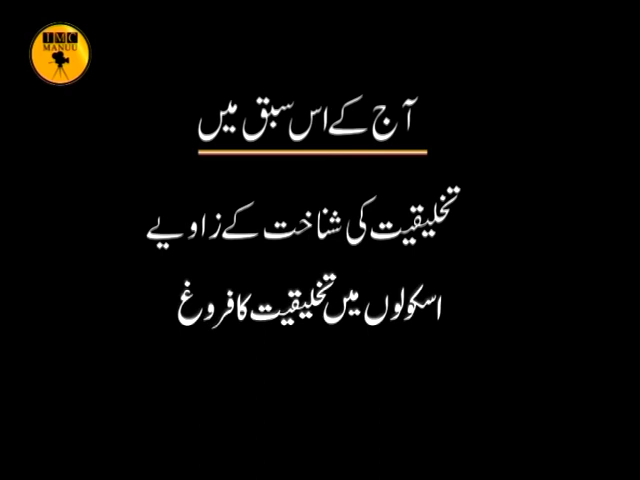 IMC
MANUU
آج کے اس سبق میں
تخلیقیت کی شناخت کے زاویے
اسکولوں میں تخلیقیت کا فروغ